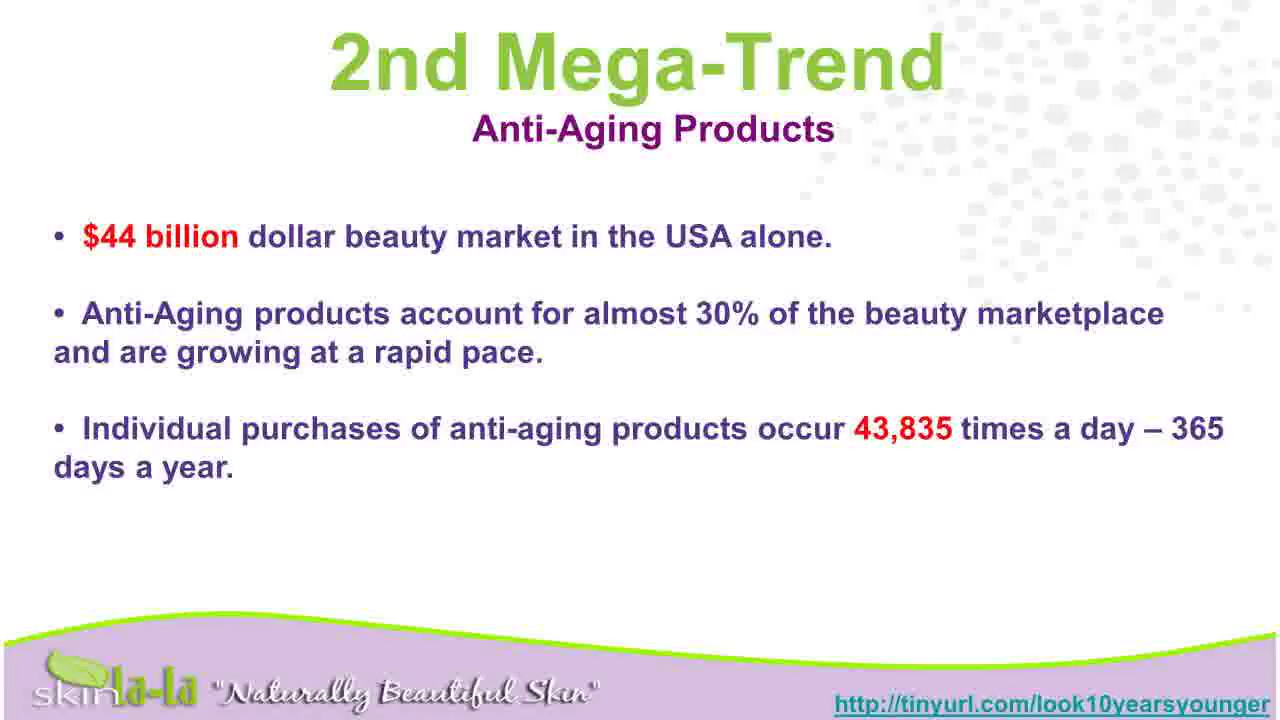 2nd Mega-Trend
Anti-Aging Products
• $44 billion dollar beauty market in the USA alone.
• Anti-Aging products account for almost 30% of the beauty marketplace
and are growing at a rapid pace.
• Individual purchases of anti-aging products occur 43,835 times a day – 365
days a year.
skin la-la "Naturally Beautiful Skin"
http://tinyurl.com/look10yearsyounger